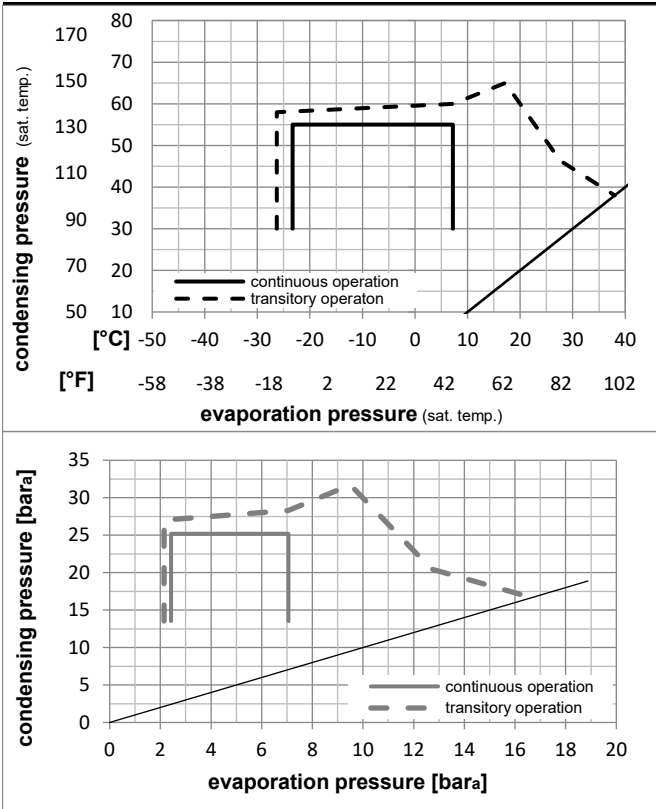 condensing pressure (sat. temp.)
170 80
70
150 60
130 50
110 40
90 30
70 20
50 10
continuous operation
transitory operaton
[°C] -50 -40 -30 -20 -10 0 10 20 30 40
[°F] -58 -38 -18 2 22 42 62 82 102
evaporation pressure (sat. temp.)
condensing pressure [bara]
35
30
25
20
15
10
5
0
continuous operation
transitory operation
0 2 4 6 8 10 12 14 16 18 20
evaporation pressure [bara]